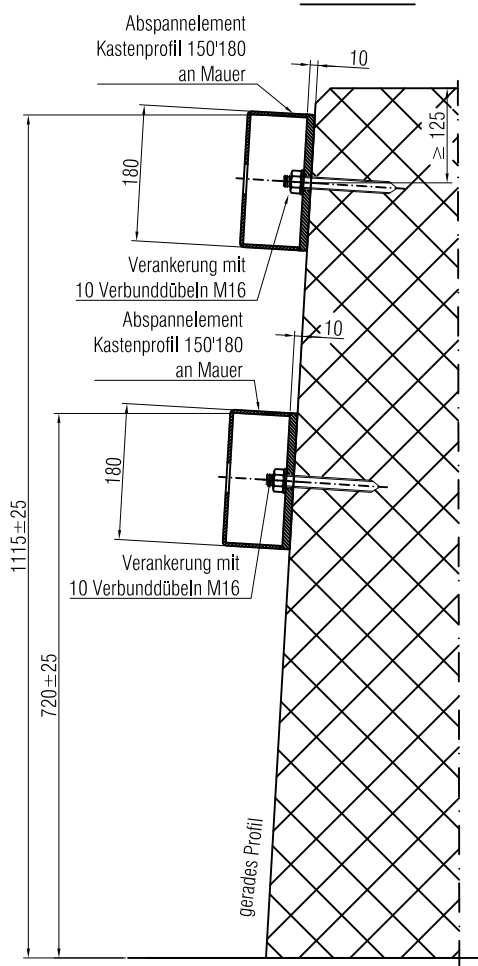 Abspannelement
Kastenprofil 150'180
an Mauer
10
≥ 125
180
Verankerung mit
10 Verbunddübeln M16
Abspannelement
Kastenprofil 150'180
an Mauer
10
180
Verankerung mit
10 Verbunddübeln M16
1115±25
720±25
gerades Profil